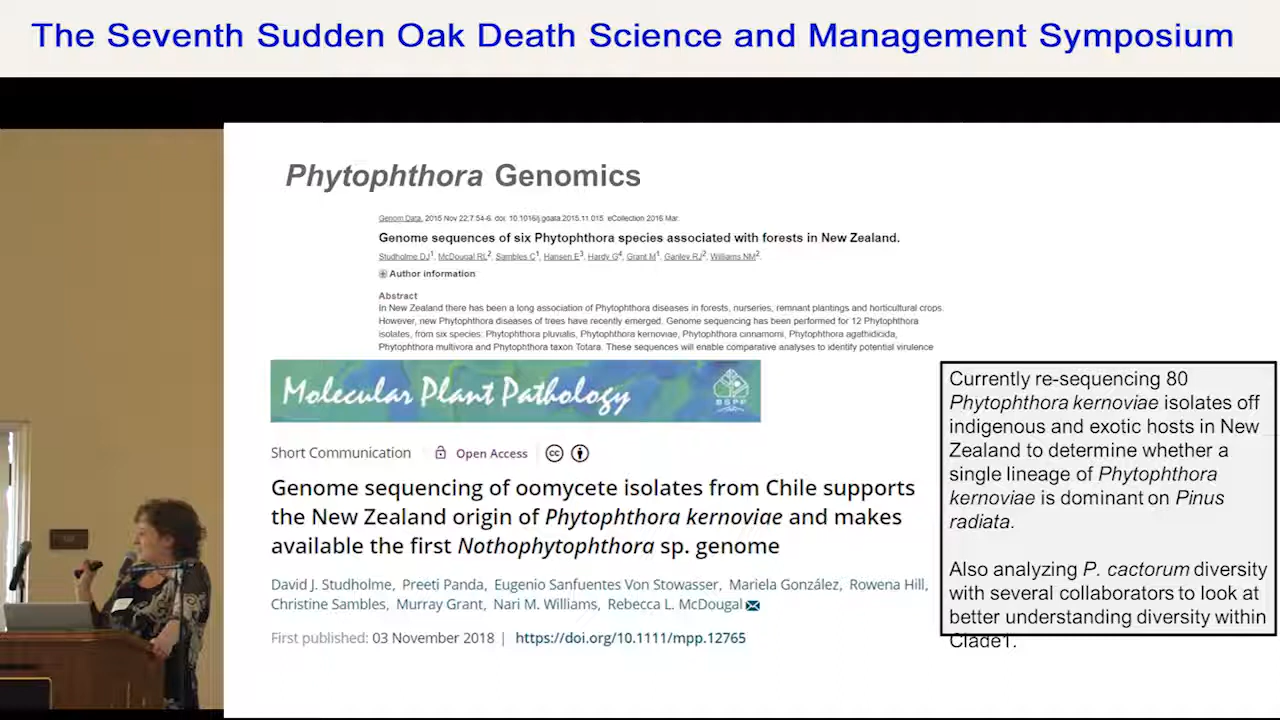 The Seventh Sudden Oak Death Science and Management Symposium
Phytophthora Genomics
Genom Data. 2015 Nov 22;7:54-6. doi: 10.1016/j.gdata.2015.11.015. eCollection 2016 Mar.
Genome sequences of six Phytophthora species associated with forests in New Zealand.
Studholme DJ1, McDougal RL2, Sambles C1, Hansen E3, Hardy G4, Grant M1, Ganley RJ2, Williams NM2.
Author information
Abstract
In New Zealand there has been a long association of Phytophthora diseases in forests, nurseries, remnant plantings and horticultural crops.
However, new Phytophthora diseases of trees have recently emerged. Genome sequencing has been performed for 12 Phytophthora
isolates, from six species: Phytophthora pluvialis, Phytophthora kernoviae, Phytophthora cinnamomi, Phytophthora agathidicida,
Phytophthora multivora and Phytophthora taxon Totara. These sequences will enable comparative analyses to identify potential virulence
Molecular Plant Pathology
BSPP
Short Communication Open Access cc
Genome sequencing of oomycete isolates from Chile supports
the New Zealand origin of Phytophthora kernoviae and makes
available the first Nothophytophthora sp. genome
David J. Studholme, Preeti Panda, Eugenio Sanfuentes Von Stowasser, Mariela González, Rowena Hill,
Christine Sambles, Murray Grant, Nari M. Williams, Rebecca L. McDougal
First published: 03 November 2018 | https://doi.org/10.1111/mpp.12765
Currently re-sequencing 80
Phytophthora kernoviae isolates off
indigenous and exotic hosts in New
Zealand to determine whether a
single lineage of Phytophthora
kernoviae is dominant on Pinus
radiata.
Also analyzing P. cactorum diversity
with several collaborators to look at
better understanding diversity within
Clade1.